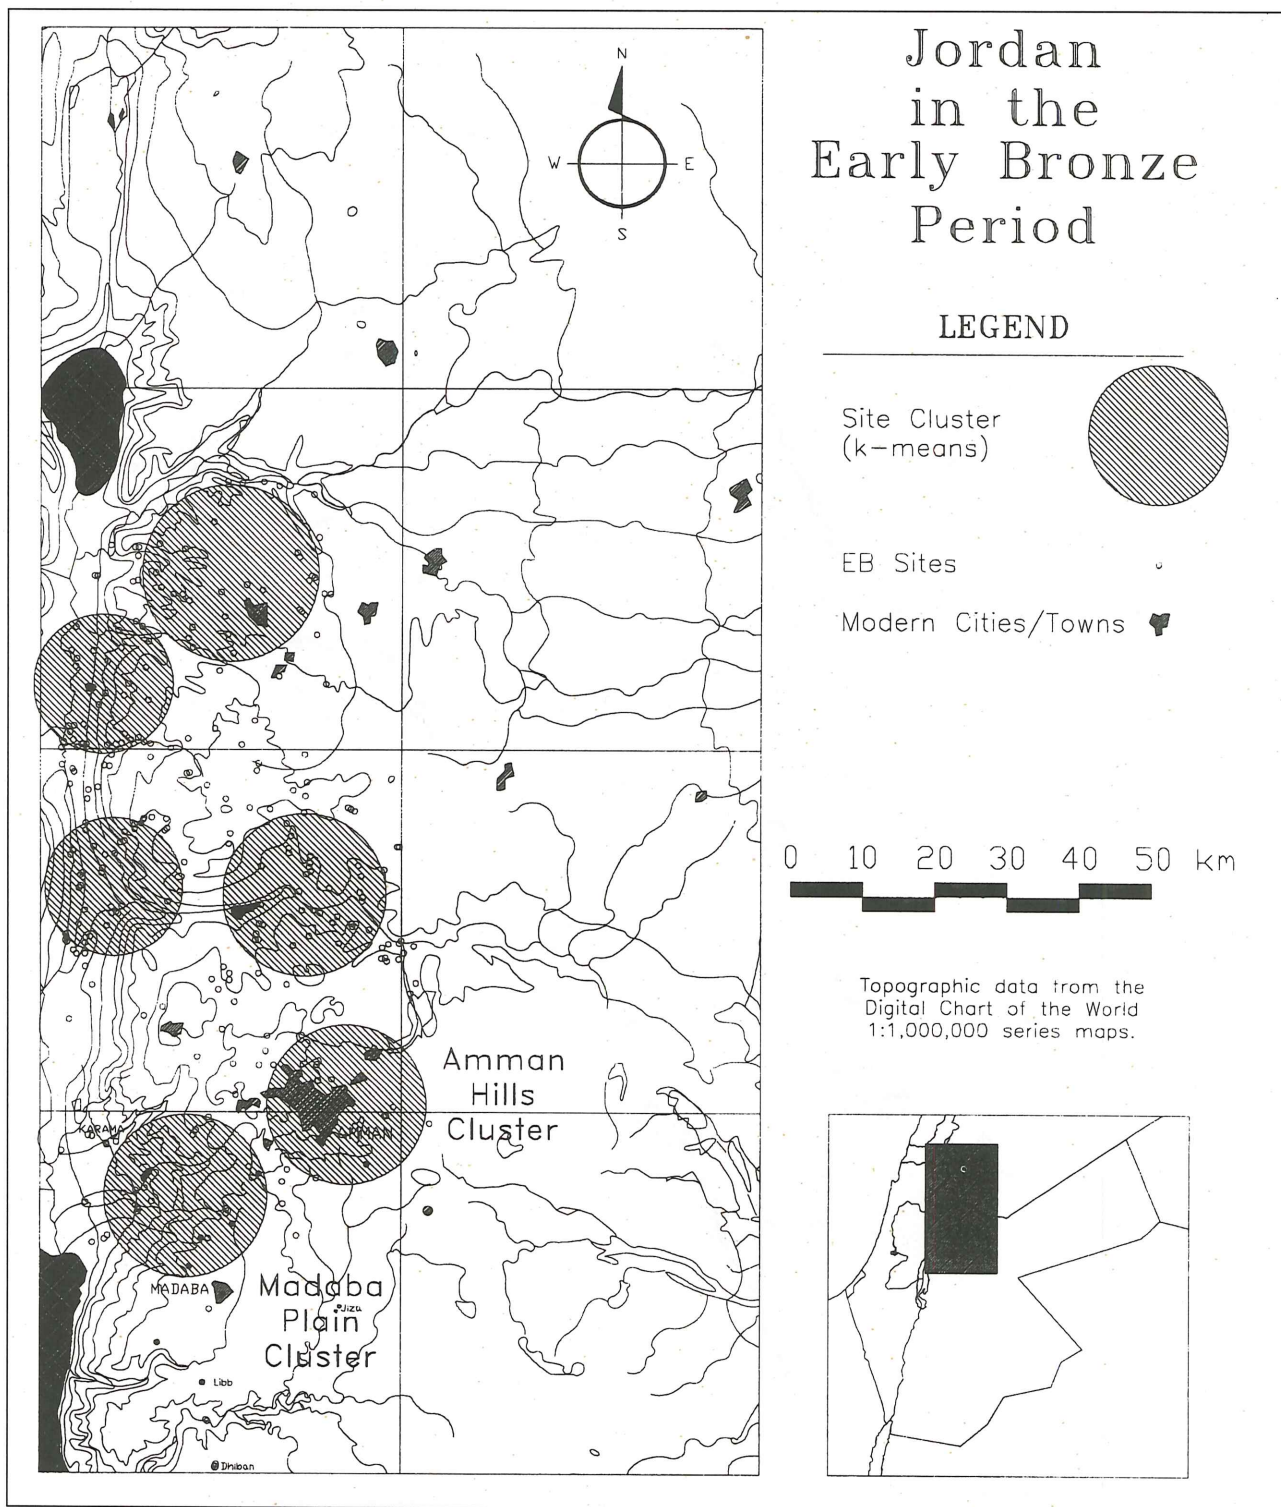 Jordan
in the
Early Bronze
Period
LEGEND
Site Cluster
(k-means)
EB Sites
Modern Cities/Towns
0 10 20 30 40 50 km
Topographic data from the
Digital Chart of the World
1:1,000,000 series maps.
N
W E
S
Amman
Hills
Cluster
KARAMA
AMMAN
MADABA
Madaba
Plain
Cluster
Jiza
Libb
Dhiban